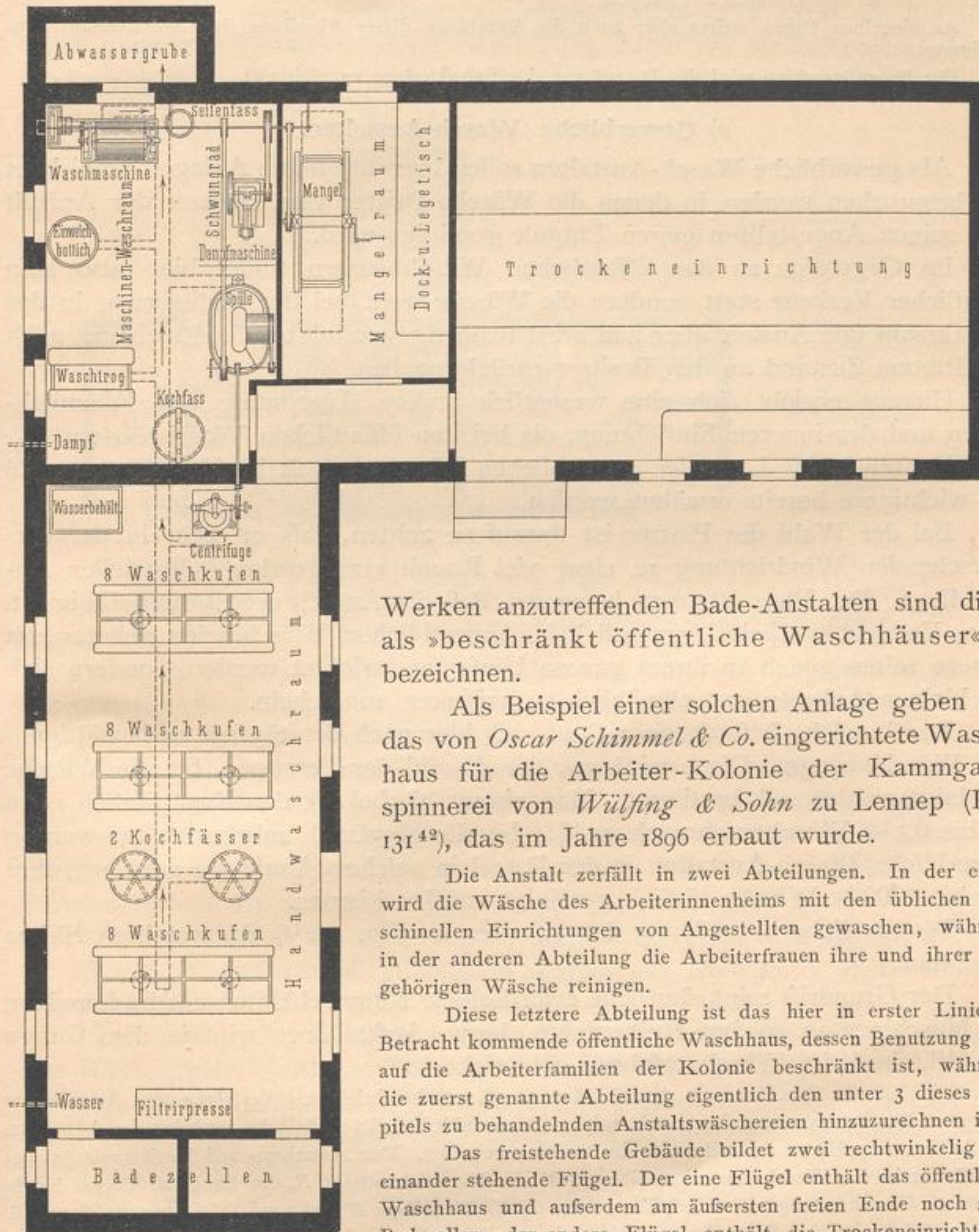 Abwassergrube
Seifenfass
Waschmaschine
Maschinen-Waschraum
Schwungrad
Mangel
Mangelraum
Dock-u. Legetisch
Einweich
bottich
Dampfmaschine
Trockeneinrichtung
Spüle
Waschtrog
Kochfass
Dampf
Wasserbehält.
Centrifuge
8 Waschkufen
Handwaschraum
8 Waschkufen
2 Kochfässer
8 Waschkufen
Wasser
Filtrirpresse
Badezellen
Werken anzutreffenden Bade-Anstalten sind di
als »beschränkt öffentliche Waschhäuser«
bezeichnen.
Als Beispiel einer solchen Anlage geben
das von Oscar Schimmel & Co. eingerichtete Was
haus für die Arbeiter-Kolonie der Kammga
spinnerei von Wülfing & Sohn zu Lennep (
131⁴²), das im Jahre 1896 erbaut wurde.
Die Anstalt zerfällt in zwei Abteilungen. In der e
wird die Wäsche des Arbeiterinnenheims mit den üblichen
schinellen Einrichtungen von Angestellten gewaschen, wäh
in der anderen Abteilung die Arbeiterfrauen ihre und ihrer
gehörigen Wäsche reinigen.
Diese letztere Abteilung ist das hier in erster Linie
Betracht kommende öffentliche Waschhaus, dessen Benutzung
auf die Arbeiterfamilien der Kolonie beschränkt ist, wäh
die zuerst genannte Abteilung eigentlich den unter 3 dieses
pitels zu behandelnden Anstaltswäschereien hinzuzurechnen i
Das freistehende Gebäude bildet zwei rechtwinkelig
einander stehende Flügel. Der eine Flügel enthält das öffentl
Waschhaus und aufserdem am äufsersten freien Ende noch
der andere Flügel enthält die Trockeneinricht